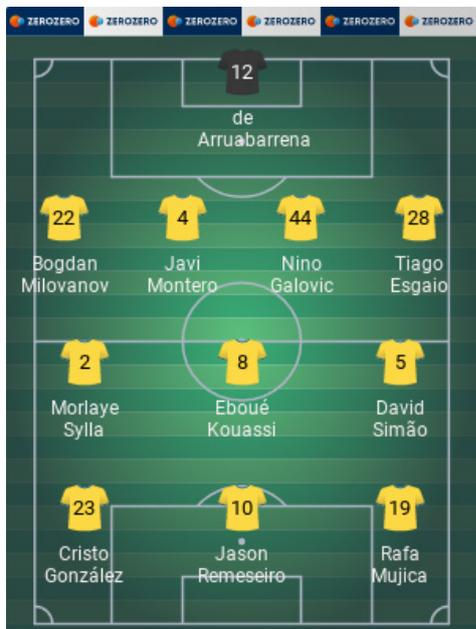 ZEROZERO ZEROZERO ZEROZERO ZEROZERO ZEROZERO ZEROZERO
12
de
Arruabarrena
22 4 44 28
Bogdan Javi Nino Tiago
Milovanov Montero Galovic Esgaio
2 8 5
Morlaye Eboué David
Sylla Kouassi Simão
23 10 19
Cristo Jason Rafa
González Remeseiro Mujica